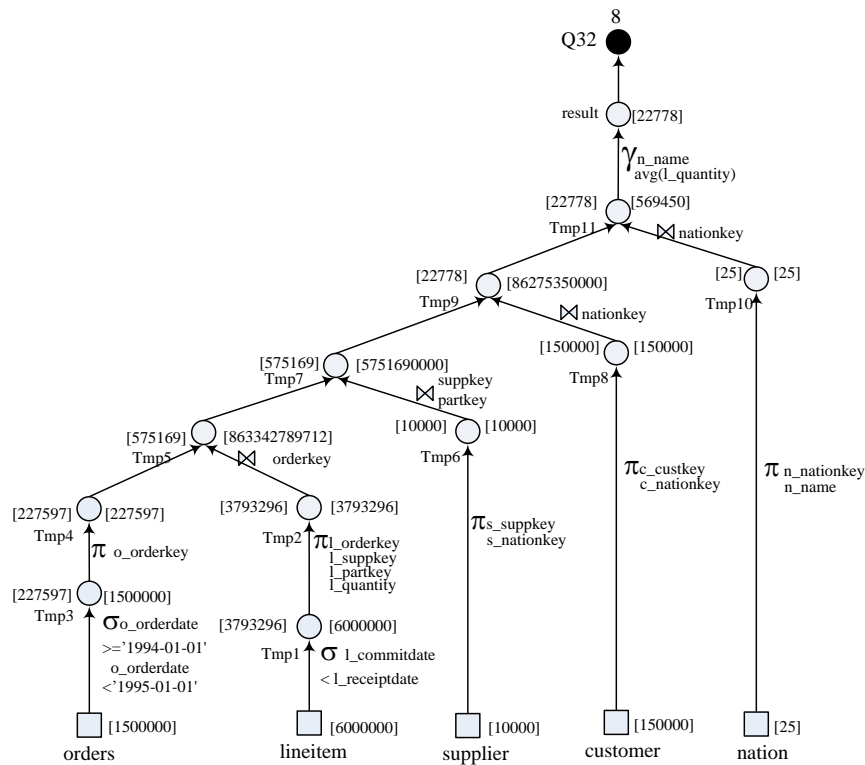 8
Q32
result [22778]
γ n_name
avg(l_quantity)
[22778] [569450]
Tmp11
⋈ nationkey
[22778] [86275350000]
Tmp9
[25] [25]
Tmp10
⋈ nationkey
[575169] [5751690000]
Tmp7
[150000] [150000]
Tmp8
⋈ suppkey
partkey
[575169] [863342789712]
Tmp5
⋈ orderkey
[10000] [10000]
Tmp6
π c_custkey
c_nationkey
π n_nationkey
n_name
[227597] [227597]
Tmp4
[3793296] [3793296]
Tmp2
π s_suppkey
s_nationkey
π o_orderkey
π l_orderkey
l_suppkey
l_partkey
l_quantity
[227597] [1500000]
Tmp3
σ o_orderdate
>='1994-01-01'
o_orderdate
<'1995-01-01'
[3793296] [6000000]
Tmp1
σ l_commitdate
< l_receiptdate
[1500000] [6000000] [10000] [150000] [25]
orders lineitem supplier customer nation